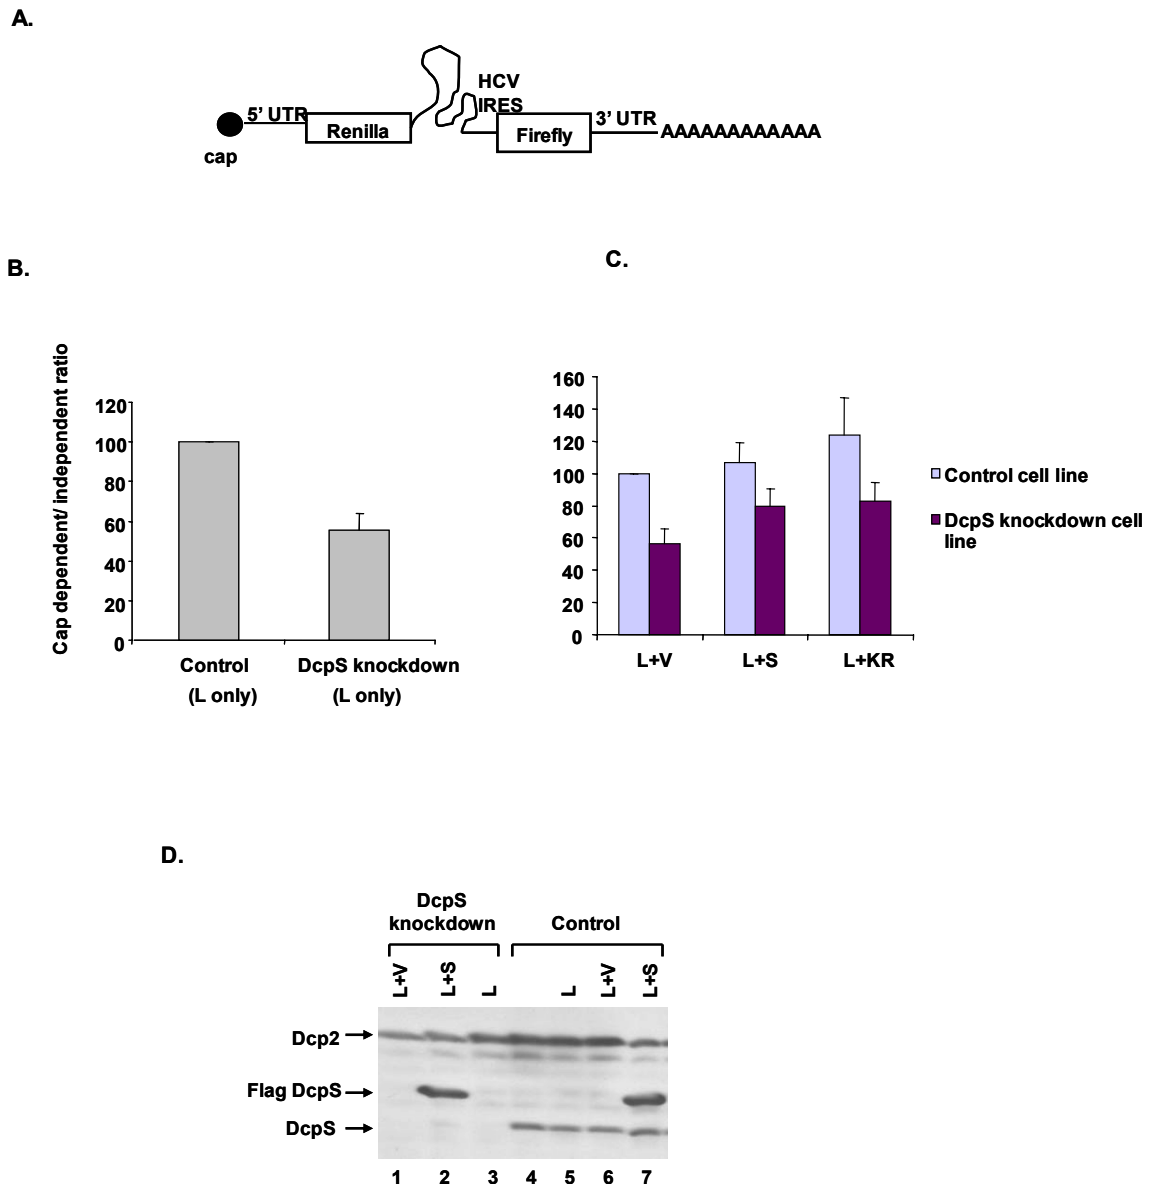 A.
HCV
IRES
5’ UTR
3’ UTR
Renilla
Firefly
AAAAAAAAAAAA
cap
B.
C.
Cap dependent/ independent ratio
120
100
80
60
40
20
0
Control
(L only)
DcpS knockdown
(L only)
160
140
120
100
80
60
40
20
0
L+V
L+S
L+KR
Control cell line
DcpS knockdown cell
line
D.
DcpS
knockdown
Control
L+V
L+S
L
L
L+V
L+S
Dcp2
Flag DcpS
DcpS
1 2 3 4 5 6 7